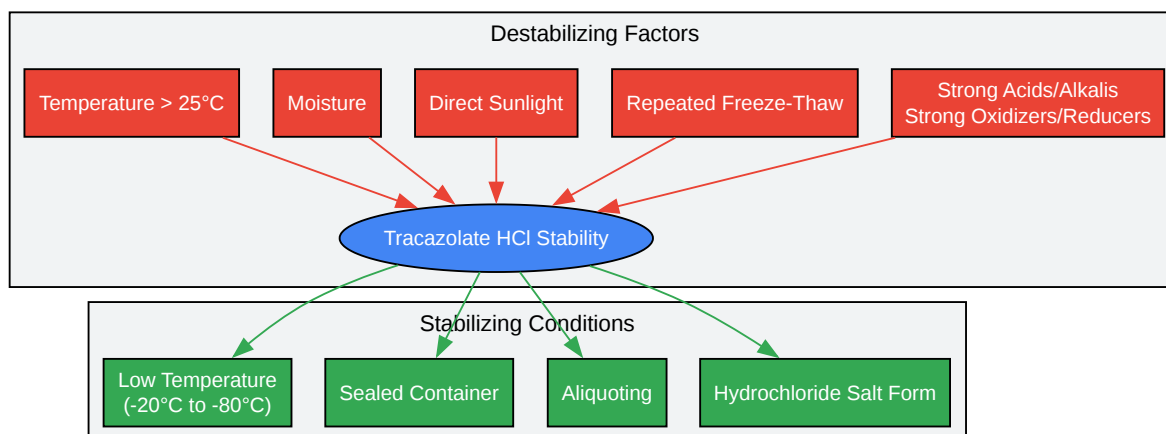 Destabilizing Factors
Temperature > 25°C
Moisture
Direct Sunlight
Repeated Freeze-Thaw
Strong Acids/Alkalis
Strong Oxidizers/Reducers
Tracazolate HCl Stability
Stabilizing Conditions
Low Temperature
(-20°C to -80°C)
Sealed Container
Aliquoting
Hydrochloride Salt Form